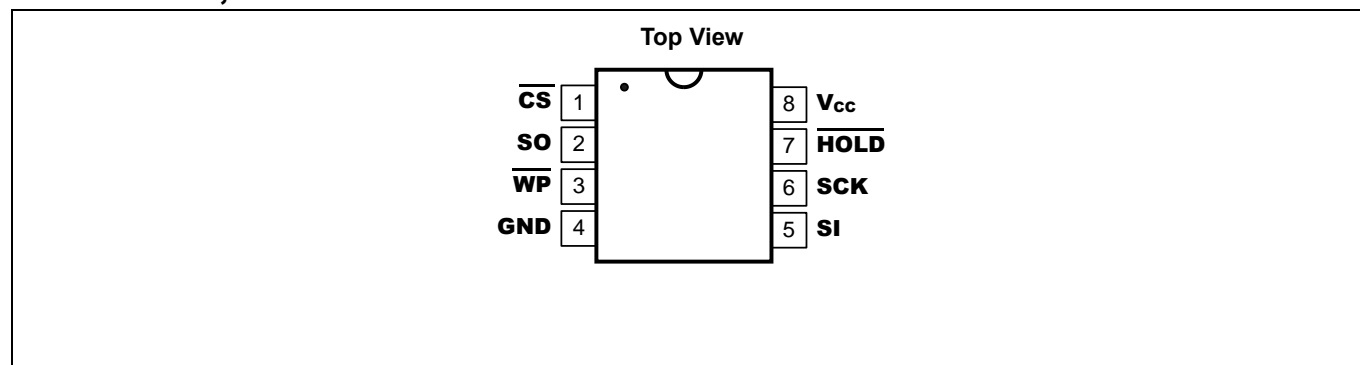 Top View
CS 1 8 Vcc
SO 2 7 HOLD
WP 3 6 SCK
GND 4 5 SI